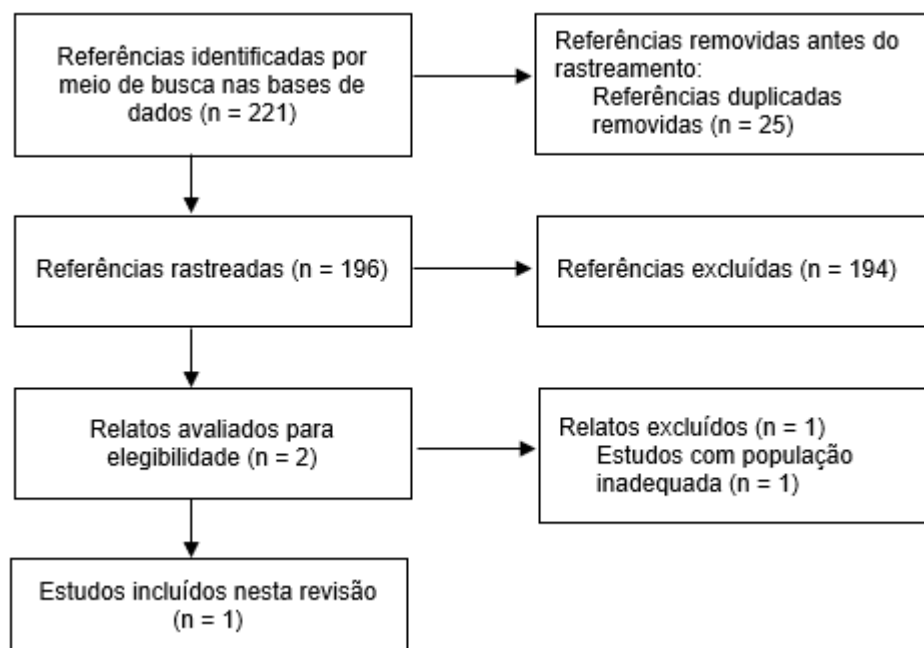 Referências identificadas por
meio de busca nas bases de
dados (n = 221)
Referências removidas antes do
rastreamento:
Referências duplicadas
removidas (n = 25)
Referências rastreadas (n = 196)
Referências excluídas (n = 194)
Relatos avaliados para
elegibilidade (n = 2)
Relatos excluídos (n = 1)
Estudos com população
inadequada (n = 1)
Estudos incluídos nesta revisão
(n = 1)